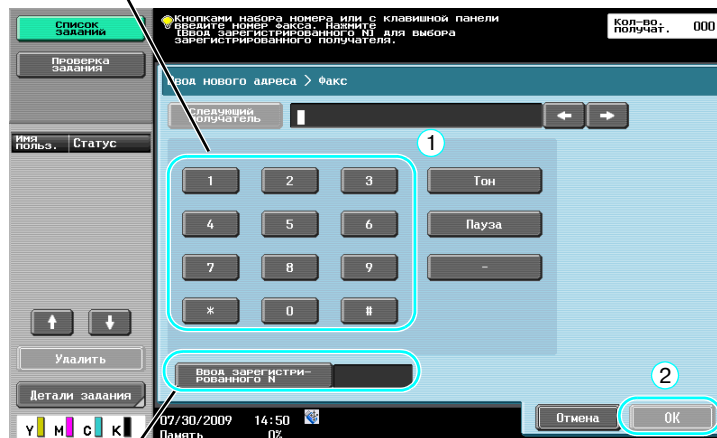 Список
заданий
Проверка
задания
Имя
польз.
Статус
Удалить
Детали задания
Y M C K
Кнопками набора номера или с клавишной панели
введите номер факса. Нажмите
[Ввод зарегистрированного N] для выбора
зарегистрированного получателя.
Кол-во.
получат.
000
Ввод нового адреса > Факс
Следующий
получатель
1
1 2 3 Тон
4 5 6 Пауза
7 8 9 -
* 0 #
Ввод зарегистри-
рованного N
2
Отмена
OK
07/30/2009 14:50
Память 0%